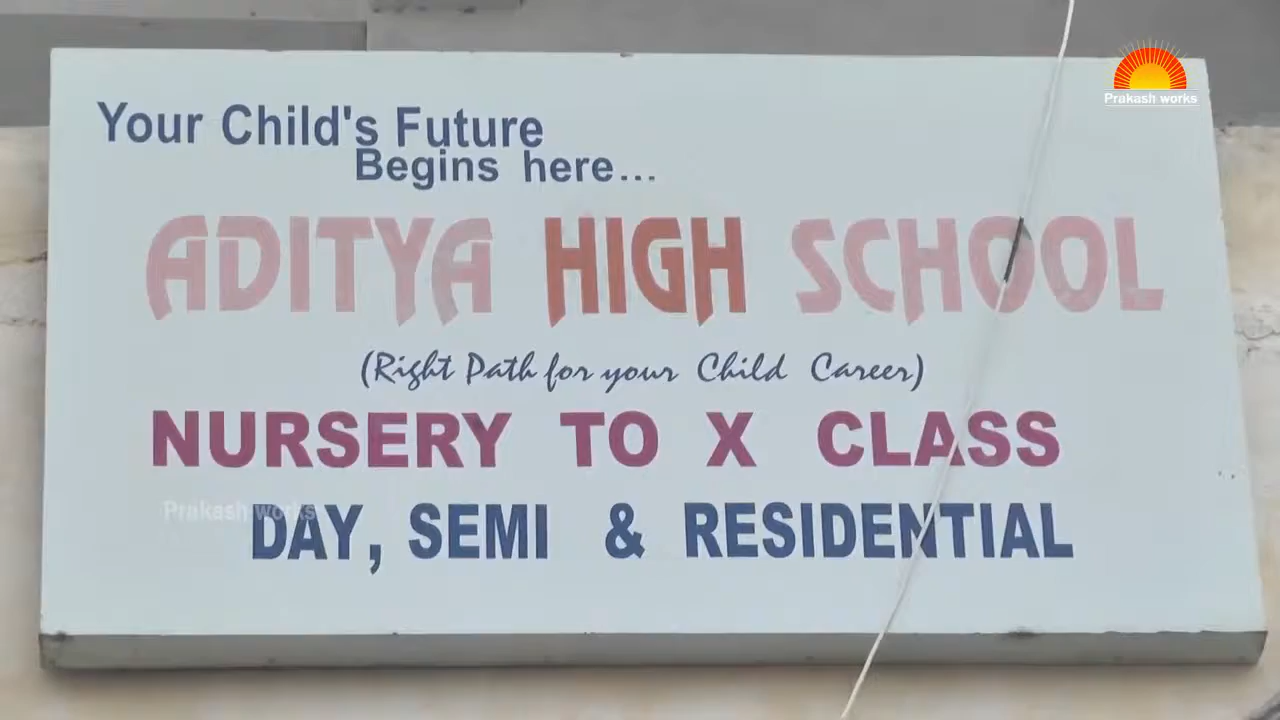 Prakash works
Your Child's Future
Begins here...
ADITYA HIGH SCHOOL
(Right Path for your Child Career)
NURSERY TO X CLASS
Prakash works
DAY, SEMI & RESIDENTIAL